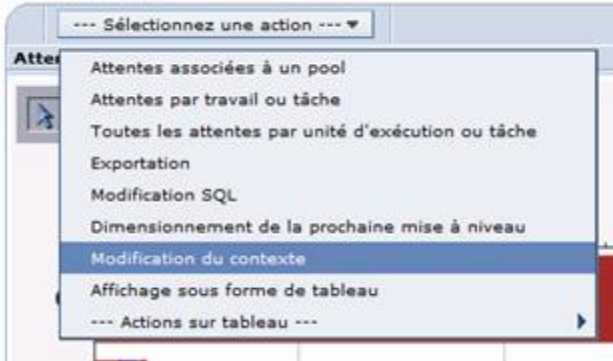 --- Sélectionnez une action ---
Atte
Attentes associées à un pool
Attentes par travail ou tâche
Toutes les attentes par unité d'exécution ou tâche
Exportation
Modification SQL
Dimensionnement de la prochaine mise à niveau
Modification du contexte
Affichage sous forme de tableau
--- Actions sur tableau ---